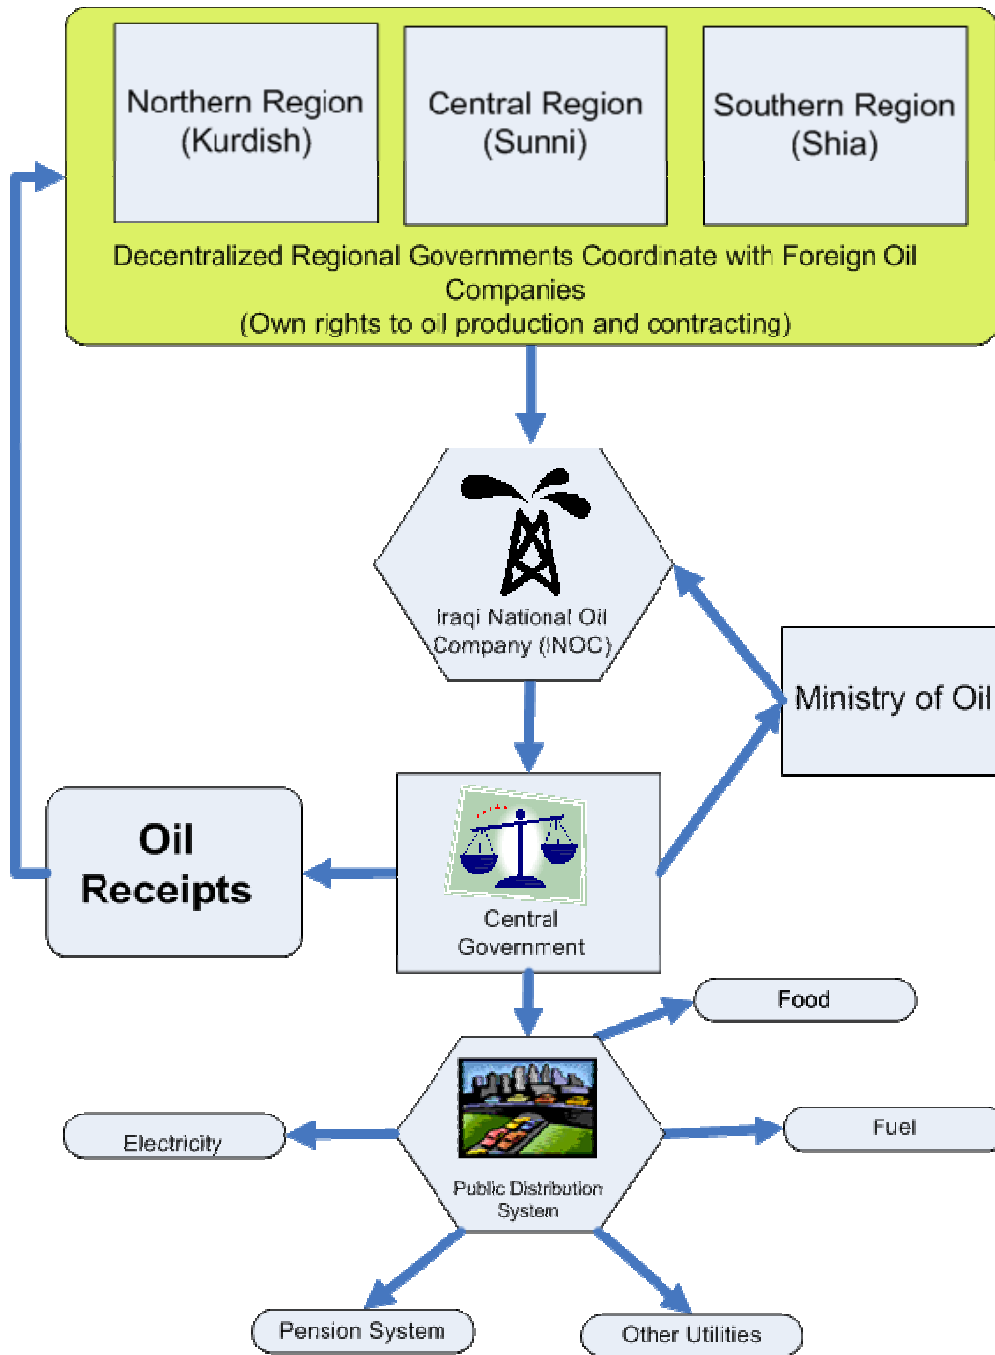 Northern Region
(Kurdish)
Central Region
(Sunni)
Southern Region
(Shia)
Decentralized Regional Governments Coordinate with Foreign Oil
Companies
(Own rights to oil production and contracting)
Iraqi National Oil
Company (INOC)
Ministry of Oil
Oil
Receipts
Central
Government
Food
Electricity
Fuel
Public Distribution
System
Pension System
Other Utilities